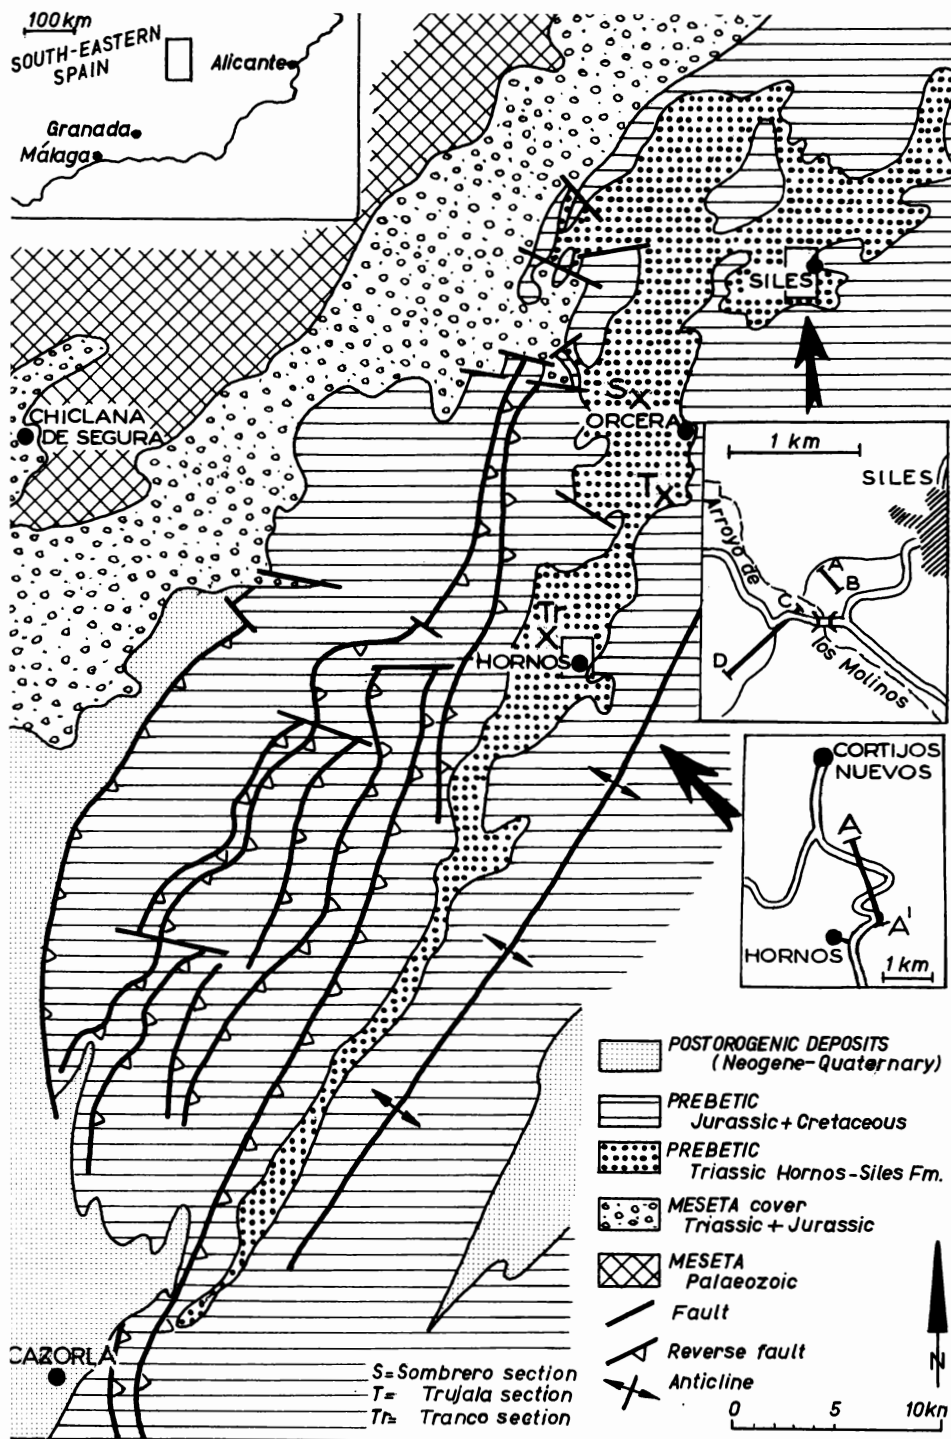 100 km
SOUTH-EASTERN
SPAIN
Alicante
Granada
Málaga
SILES
CHICLANA
DE SEGURA
S
ORCERA
T
Tr
HORNOS
1 km
SILES
Arroyo de
A
B
C
D
los Molinos
CORTIJOS
NUEVOS
A
A'
HORNOS
1 km
POSTOROGENIC DEPOSITS
(Neogene-Quaternary)
PREBETIC
Jurassic+Cretaceous
PREBETIC
Triassic Hornos-Siles Fm.
MESETA cover
Triassic+Jurassic
MESETA
Palaeozoic
Fault
Reverse fault
Anticline
N
CAZORLA
S=Sombrero section
T= Trujala section
Tr= Tranco section
0 5 10km